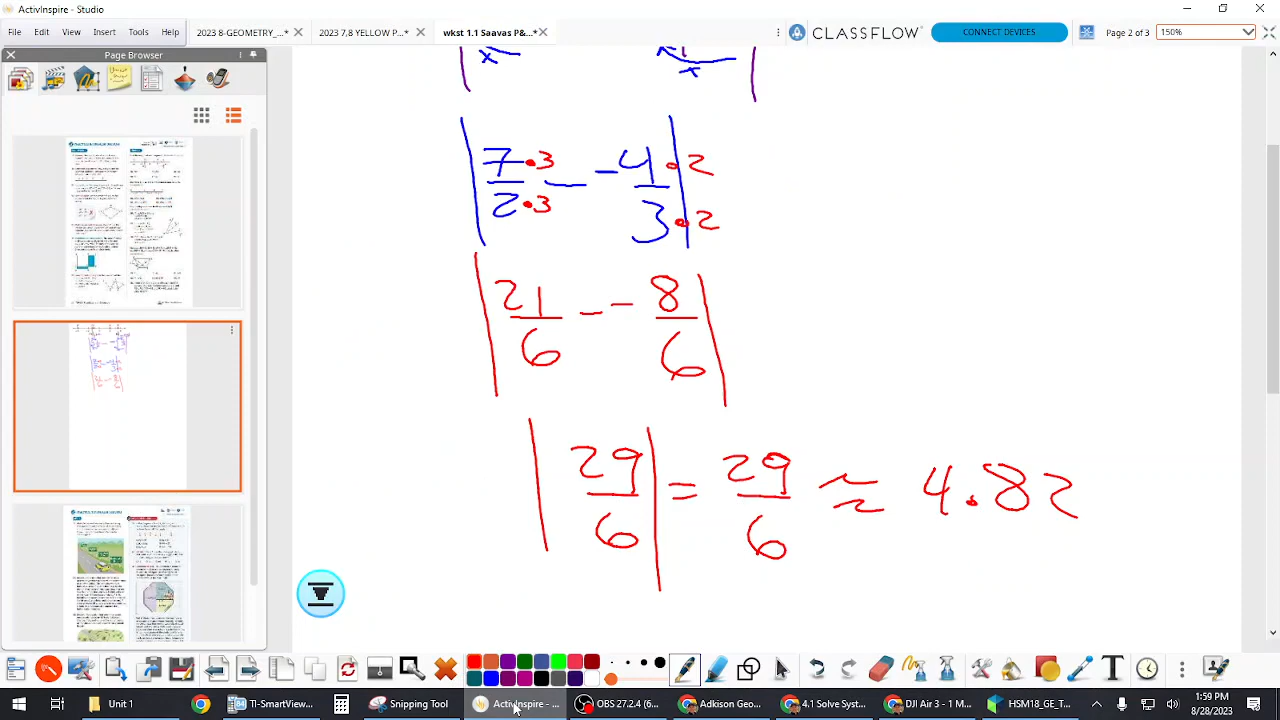 ActivInspire - Studio
File Edit View Insert Tools Help
2023 8-GEOMETRY_...*
2023 7,8 YEL... P...*
wkst 1.1 Saavas P&...*
CLASSFLOW
CONNECT DEVICES
Page 2 of 3
150%
Page Browser
x
x
|7·3/2·3 — -4·2/3·2|
|21/6 - - 8/6|
|29/6| = 29/6 ≈ 4.82
Unit 1
T SmartView...
Snipping Tool
ActivInspire - ...
OBS 27.2.4 (6...
Adkison Geo...
4 1 Solve syst...
DJ Air 3 - 1 M...
HSM18_GE_T...
1:59 PM
8/28/2023